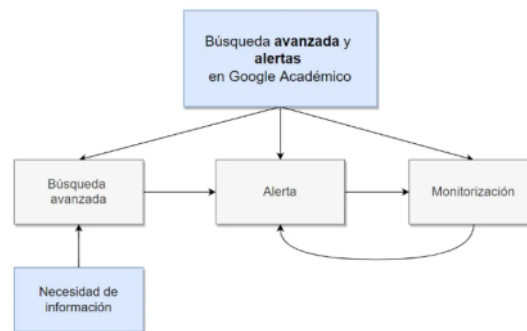 Búsqueda avanzada y
alertas
en Google Académico
Búsqueda
avanzada
Alerta
Monitorización
Necesidad de
información